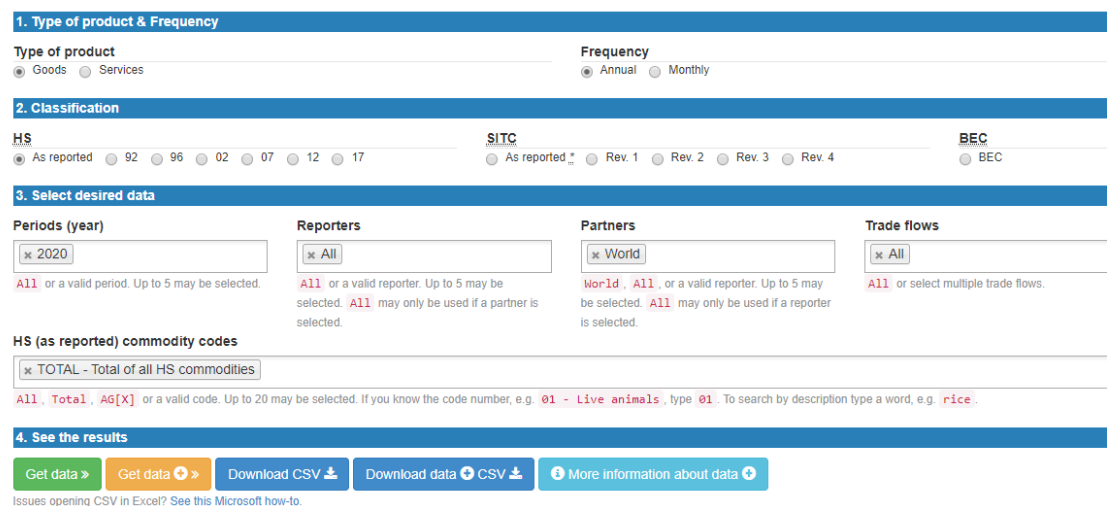 1. Type of product & Frequency
Type of product
Frequency
Goods Services
Annual Monthly
2. Classification
HS
SITC
BEC
As reported 92 96 02 07 12 17
As reported * Rev. 1 Rev. 2 Rev. 3 Rev. 4
BEC
3. Select desired data
Periods (year)
Reporters
Partners
Trade flows
× 2020
× All
× World
× All
All or a valid period. Up to 5 may be selected.
All or a valid reporter. Up to 5 may be
selected. All may only be used if a partner is
selected.
World , All , or a valid reporter. Up to 5 may
be selected. All may only be used if a reporter
is selected.
All or select multiple trade flows.
HS (as reported) commodity codes
× TOTAL - Total of all HS commodities
All , Total , AG[X] or a valid code. Up to 20 may be selected. If you know the code number, e.g. 01 - Live animals , type 01 . To search by description type a word, e.g. rice .
4. See the results
Get data »
Get data »
Download CSV
Download data CSV
More information about data
Issues opening CSV in Excel? See this Microsoft how-to.